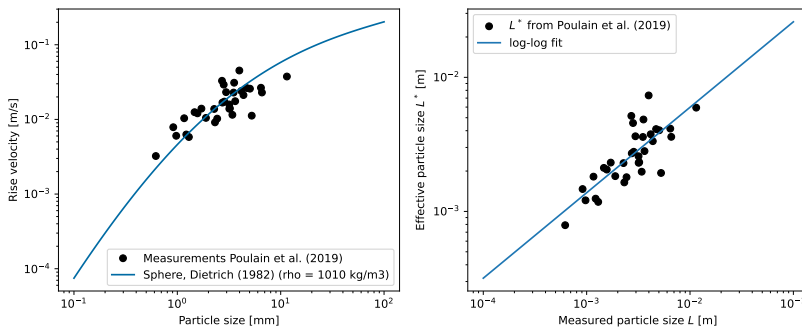 Rise velocity [m/s]
10⁻¹
10⁻²
10⁻³
10⁻⁴
Measurements Poulain et al. (2019)
Sphere, Dietrich (1982) (rho = 1010 kg/m3)
10⁻¹ 10⁰ 10¹ 10²
Particle size [mm]
Effective particle size L* [m]
10⁻²
10⁻³
L* from Poulain et al. (2019)
log-log fit
10⁻⁴ 10⁻³ 10⁻² 10⁻¹
Measured particle size L [m]